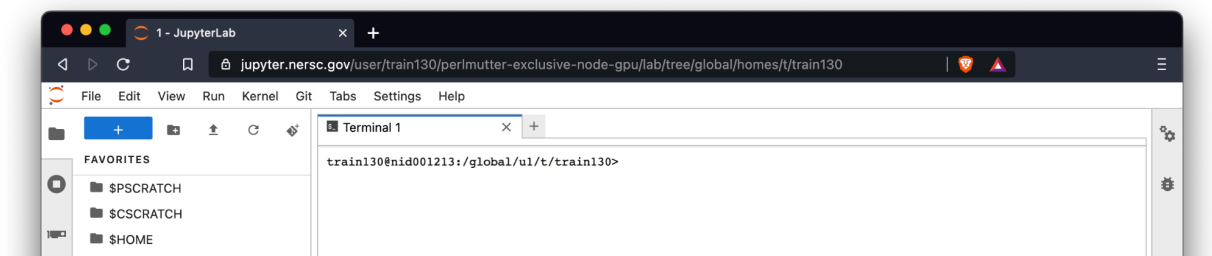 1 - JupyterLab
jupyter.nersc.gov/user/train130/perlmutter-exclusive-node-gpu/lab/tree/global/homes/t/train130
File Edit View Run Kernel Git Tabs Settings Help
Terminal 1
FAVORITES
$PSCRATCH
$CSCRATCH
$HOME
train130@nid001213:/global/u1/t/train130>